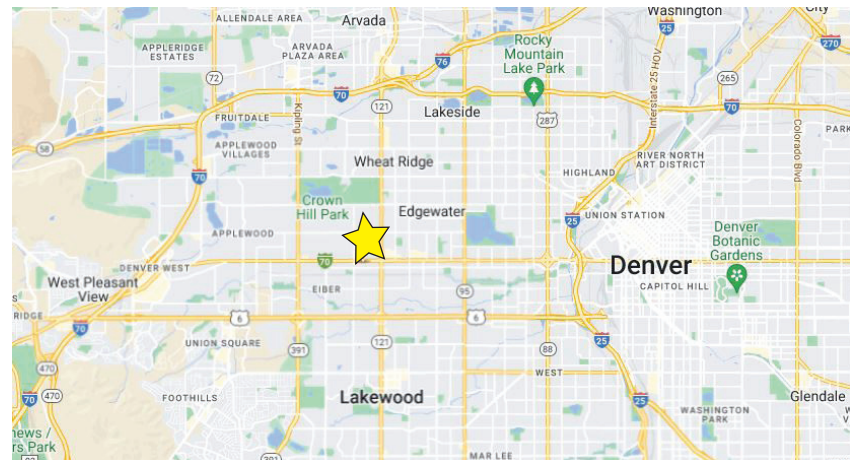 Washington
City
ALLENDALE AREA
Arvada
25
APPLERIDGE
ESTATES
ARVADA
PLAZA AREA
Rocky
Mountain
Lake Park
270
76
72
265
70
121
Interstate 25 HOV
70
FRUITDALE
Kipling St
Lakeside
287
Colorado Blvd
PARK
58
APPLEWOOD
VILLAGES
Wheat Ridge
RIVER NORTH
ART DISTRICT
70
HIGHLAND
Crown
Hill Park
Edgewater
25
UNION STATION
APPLEWOOD
Denver
Botanic
Gardens
DENVER WEST
70
Denver
West Pleasant
View
EIBER
95
CAPITOL HILL
RIDGE
6
6
70
UNION SQUARE
391
121
88
25
470
WEST
70
470
FOOTHILLS
Lakewood
25
Glendale
WASHINGTON
PARK
hews /
rs Park
391
MAR LEE